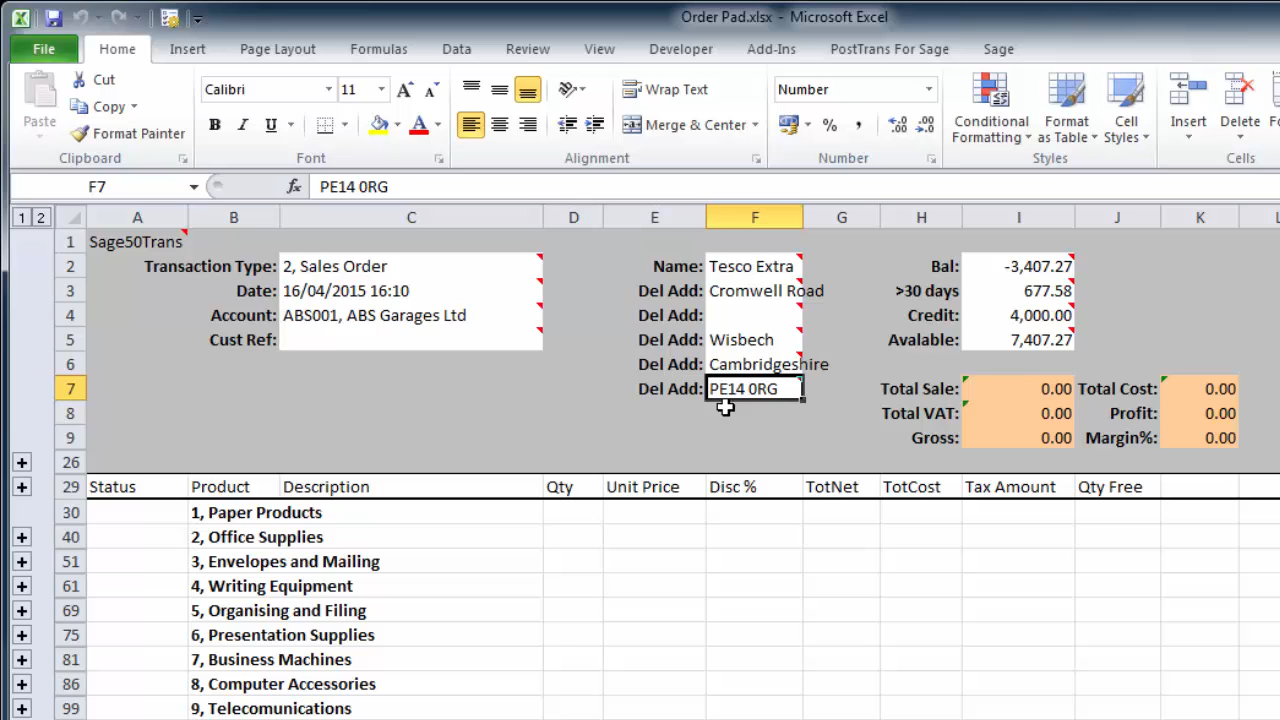 Order Pad.xlsx - Microsoft Excel
File Home Insert Page Layout Formulas Data Review View Developer Add-Ins PostTrans For Sage Sage
Paste
Cut
Copy
Format Painter
Clipboard
Calibri 11
B I U
Font
Wrap Text
Merge & Center
Alignment
Number
Number
Conditional Formatting
Format as Table
Cell Styles
Styles
Insert Delete
Cells
F7 fx PE14 0RG
1 2 A B C D E F G H I J K
1 Sage50Trans
2 Transaction Type: 2, Sales Order Name: Tesco Extra Bal: -3,407.27
3 Date: 16/04/2015 16:10 Del Add: Cromwell Road >30 days 677.58
4 Account: ABS001, ABS Garages Ltd Del Add: Credit: 4,000.00
5 Cust Ref: Del Add: Wisbech Avalable: 7,407.27
6 Del Add: Cambridgeshire
7 Del Add: PE14 0RG Total Sale: 0.00 Total Cost: 0.00
8 Total VAT: 0.00 Profit: 0.00
9 Gross: 0.00 Margin%: 0.00
26
29 Status Product Description Qty Unit Price Disc % TotNet TotCost Tax Amount Qty Free
30 1, Paper Products
40 2, Office Supplies
51 3, Envelopes and Mailing
61 4, Writing Equipment
69 5, Organising and Filing
75 6, Presentation Supplies
81 7, Business Machines
86 8, Computer Accessories
99 9, Telecomunications